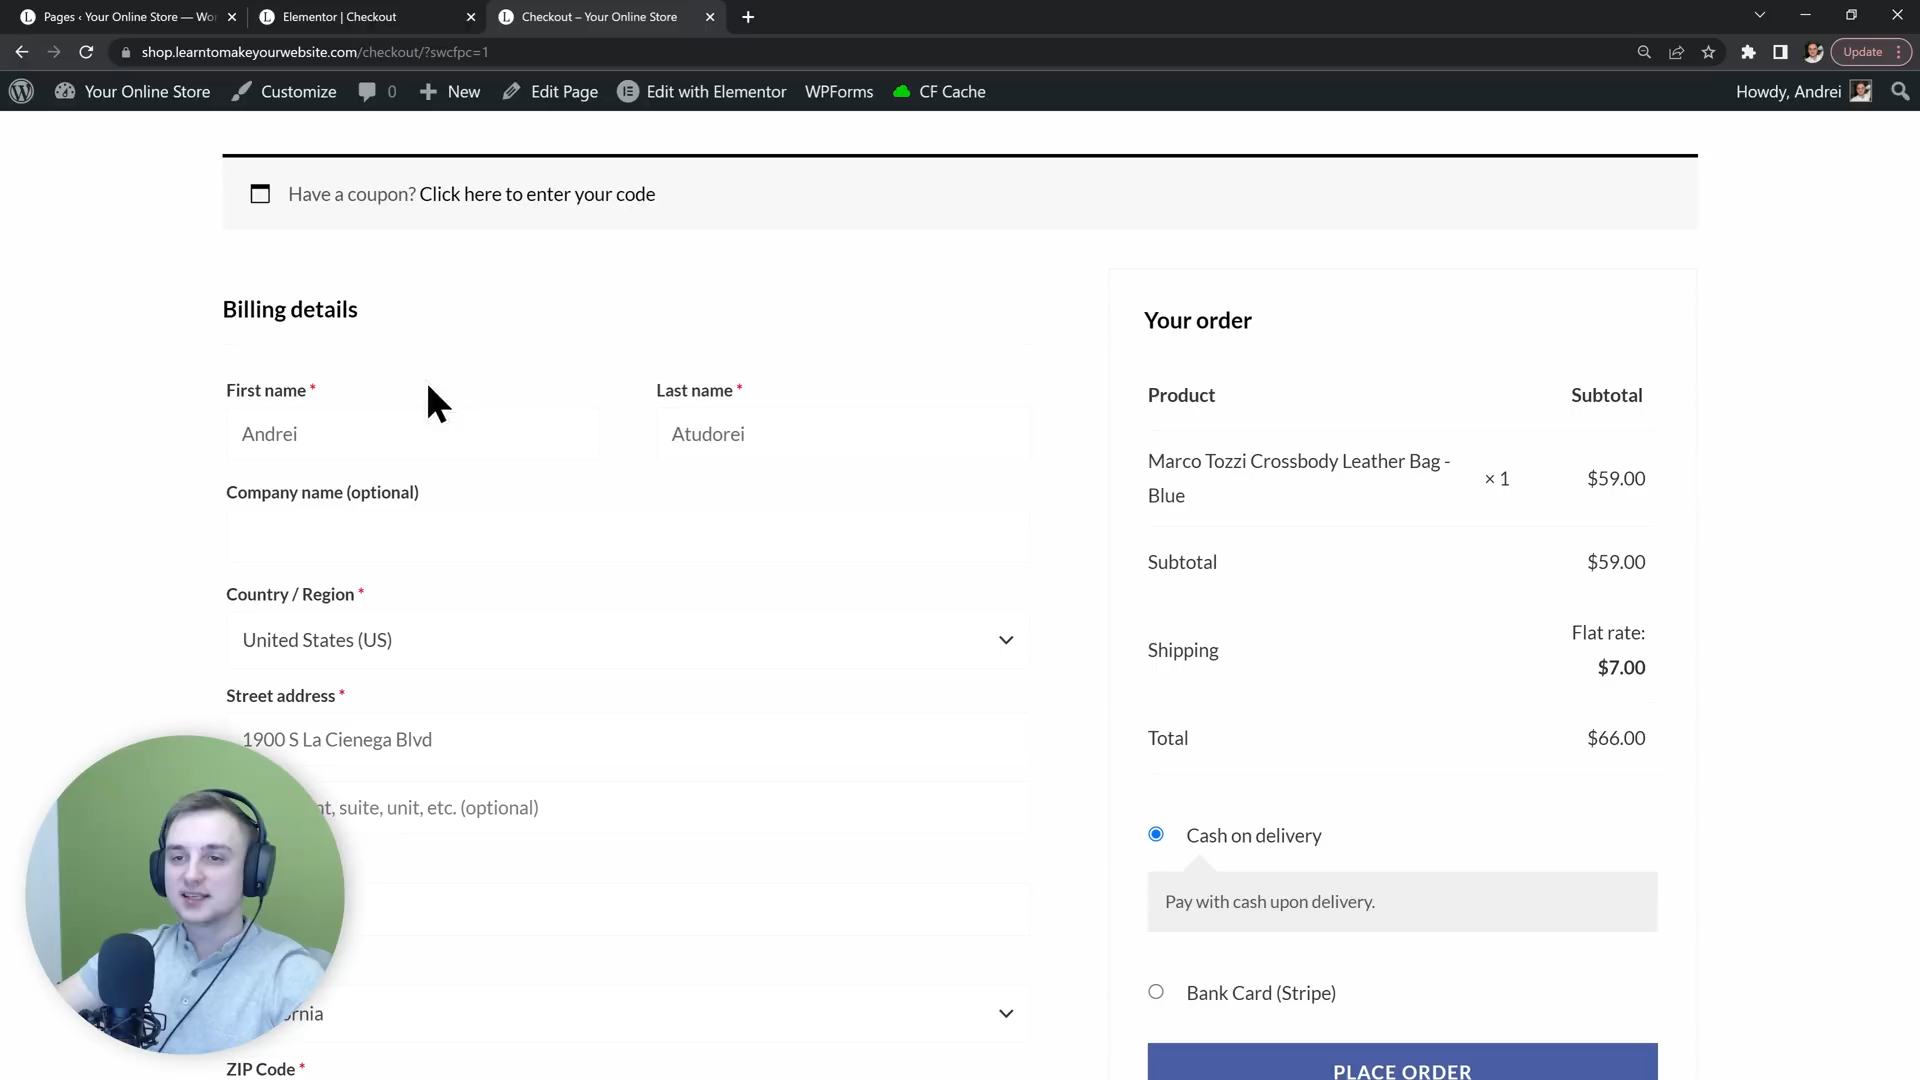 Pages ‹ Your Online Store — Wor
Elementor | Checkout
Checkout – Your Online Store
shop.learntomakeyourwebsite.com/checkout/?swcfpc=1
Update
Your Online Store
Customize
0
New
Edit Page
Edit with Elementor
WPForms
CF Cache
Howdy, Andrei
Have a coupon? Click here to enter your code
Billing details
First name *
Last name *
Andrei
Atudorei
Company name (optional)
Country / Region *
United States (US)
Street address *
1900 S La Cienega Blvd
nt, suite, unit, etc. (optional)
ornia
ZIP Code *
Your order
Product Subtotal
Marco Tozzi Crossbody Leather Bag -
Blue
× 1
$59.00
Subtotal $59.00
Shipping
Flat rate:
$7.00
Total $66.00
Cash on delivery
Pay with cash upon delivery.
Bank Card (Stripe)
PLACE ORDER